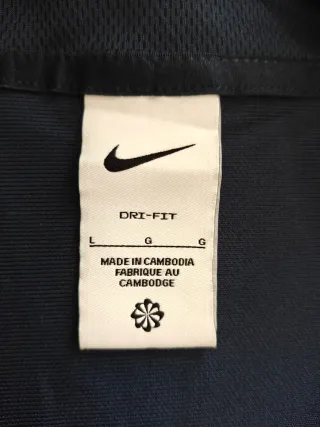 DRI-FIT
L G G
MADE IN CAMBODIA
FABRIQUE AU
CAMBODGE